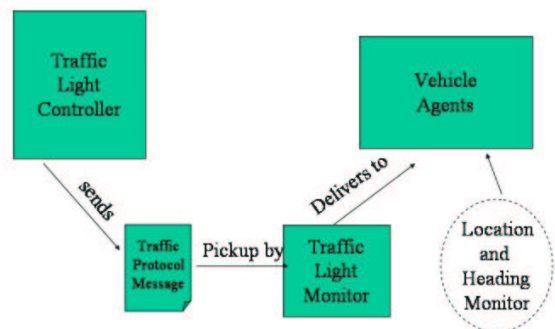 Traffic
Light
Controller
Vehicle
Agents
sends
Traffic
Protocol
Message
Pickup by
Traffic
Light
Monitor
Delivers to
Location
and
Heading
Monitor